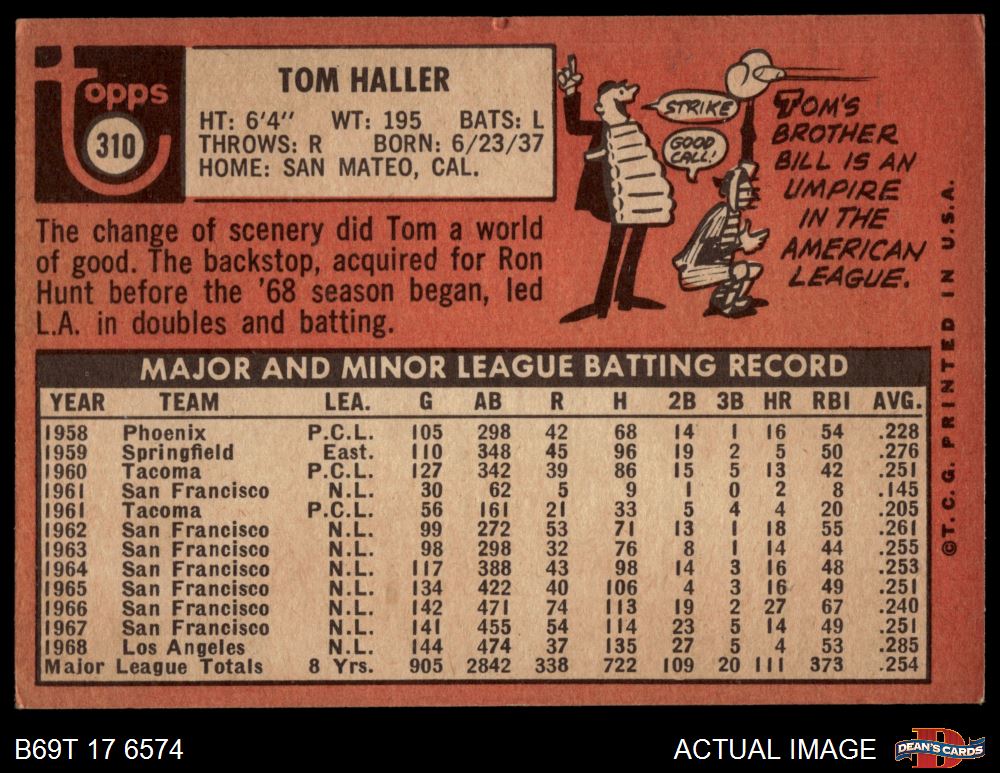 Topps
310
TOM HALLER
HT: 6'4" WT: 195 BATS: L
THROWS: R BORN: 6/23/37
HOME: SAN MATEO, CAL.
The change of scenery did Tom a world
of good. The backstop, acquired for Ron
Hunt before the '68 season began, led
L.A. in doubles and batting.
STRIKE
GOOD
CALL!
TOM'S
BROTHER
BILL IS AN
UMPIRE
IN THE
AMERICAN
LEAGUE.
MAJOR AND MINOR LEAGUE BATTING RECORD
YEAR TEAM LEA. G AB R H 2B 3B HR RBI AVG.
1958 Phoenix P.C.L. 105 298 42 68 14 1 16 54 .228
1959 Springfield East. 110 348 45 96 19 2 5 50 .276
1960 Tacoma P.C.L. 127 342 39 86 15 5 13 42 .251
1961 San Francisco N.L. 30 62 5 9 1 0 2 8 .145
1961 Tacoma P.C.L. 56 161 21 33 5 4 4 20 .205
1962 San Francisco N.L. 99 272 53 71 13 1 18 55 .261
1963 San Francisco N.L. 98 298 32 76 8 1 14 44 .255
1964 San Francisco N.L. 117 388 43 98 14 3 16 48 .253
1965 San Francisco N.L. 134 422 40 106 4 3 16 49 .251
1966 San Francisco N.L. 142 471 74 113 19 2 27 67 .240
1967 San Francisco N.L. 141 455 54 114 23 5 14 49 .251
1968 Los Angeles N.L. 144 474 37 135 27 5 4 53 .285
Major League Totals 8 Yrs. 905 2842 338 722 109 20 111 373 .254
©T.C.G. PRINTED IN U.S.A.
B69T 17 6574
ACTUAL IMAGE
D
DEAN'S CARDS